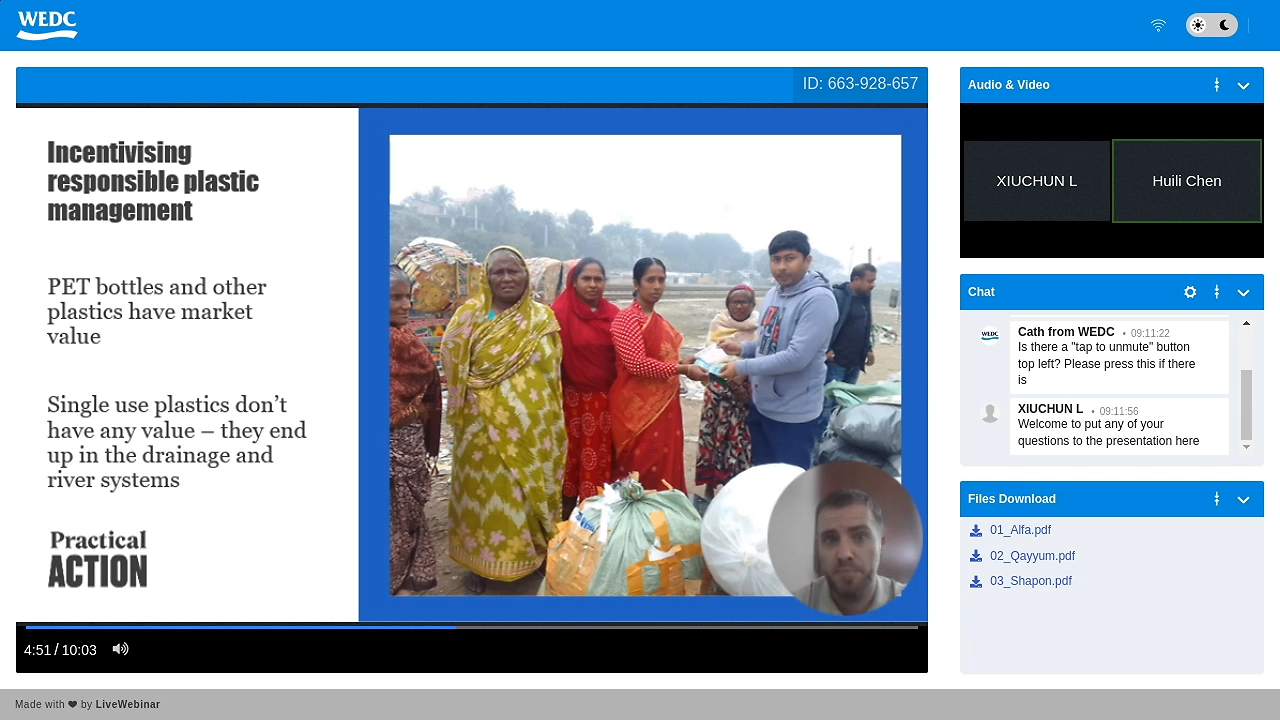 WEDC
ID: 663-928-657
Incentivising
responsible plastic
management
PET bottles and other
plastics have market
value
Single use plastics don’t
have any value – they end
up in the drainage and
river systems
Practical
ACTION
4:51 / 10:03
Audio & Video
XIUCHUN L
Huili Chen
Chat
WEDC
Cath from WEDC • 09:11:22
Is there a "tap to unmute" button
top left? Please press this if there
is
XIUCHUN L • 09:11:56
Welcome to put any of your
questions to the presentation here
Files Download
01_Alfa.pdf
02_Qayyum.pdf
03_Shapon.pdf
Made with ❤ by LiveWebinar